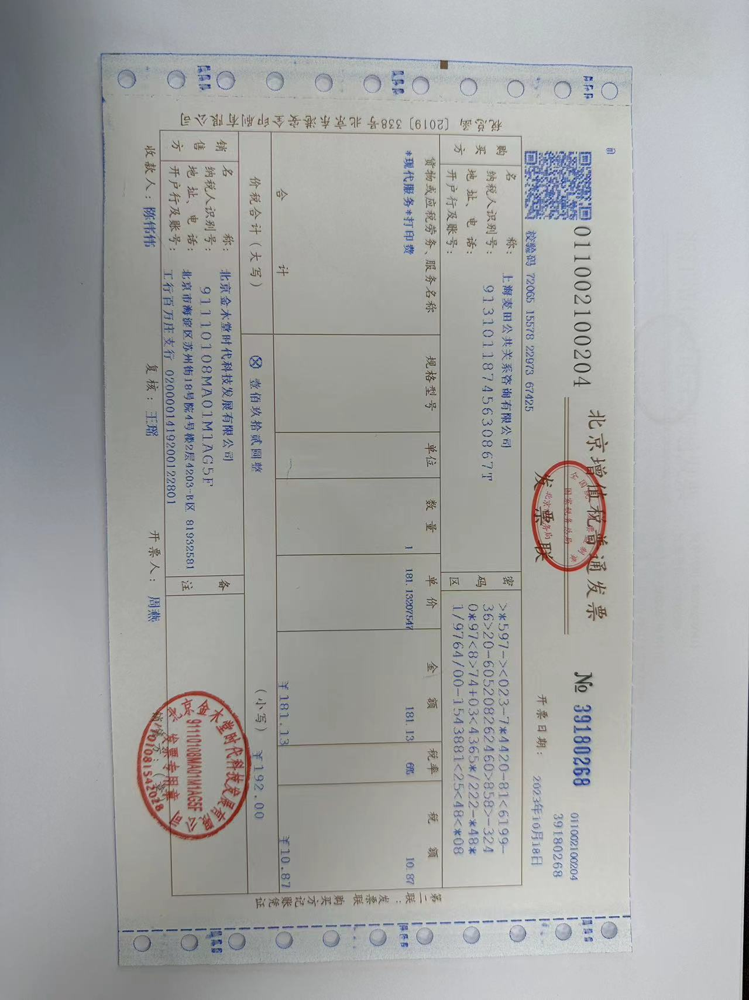 011002100204
北京增值税普通发票
发票联
№ 39180268
011002100204
39180268
校验码 72065 15578 22973 67425
开票日期: 2023年10月18日
全国统一发票监制章
国家税务总局
北京市税务局
购买方
名称: 上海麦田公共关系咨询有限公司
纳税人识别号: 91310118745630867T
地址、电话:
开户行及账号:
密码区
>*597-><023-7*4420-81<6199-
36>20-605208262460>858>-324
0*97<8>74+03<4365*/222-*48*
1/9764/00-1543881<25<48<*08
货物或应税劳务、服务名称 规格型号 单位 数量 单价 金额 税率 税额
*现代服务*打印费 1 181.13207547 181.13 6% 10.87
合计 ¥181.13 ¥10.87
价税合计(大写) ⊗ 壹佰玖拾贰圆整 (小写) ¥192.00
销售方
名称: 北京金木堂时代科技发展有限公司
纳税人识别号: 91110108MA01M1AG5F
地址、电话: 北京市海淀区苏州街18号院4号楼2层4203-B区 81932581
开户行及账号: 工行百万庄支行 0200001419200122801
备注
收款人: 陈伟伟 复核: 王瑶 开票人: 周燕 销售方:(章)
北京金木堂时代科技发展有限公司
91110108MA01M1AG5F
发票专用章
1101081542028
税总函〔2019〕338号北京东港安全印刷有限公司
第二联:发票联 购买方记账凭证